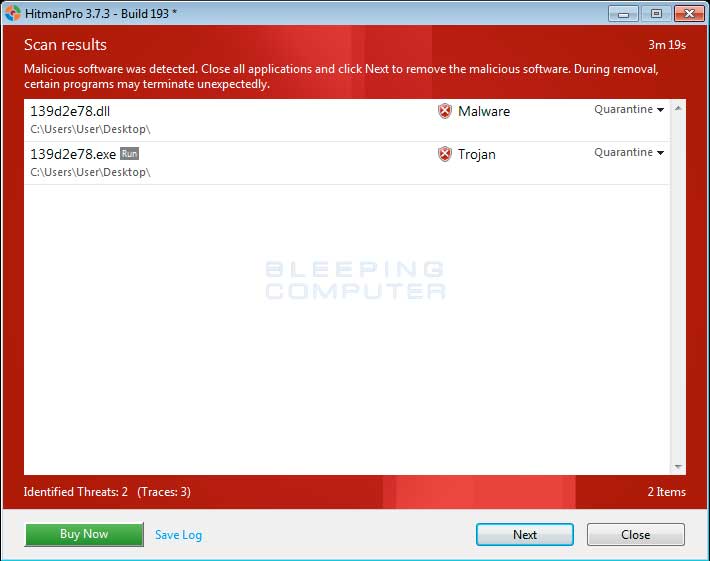 HitmanPro 3.7.3 - Build 193 *
Scan results
3m 19s
Malicious software was detected. Close all applications and click Next to remove the malicious software. During removal,
certain programs may terminate unexpectedly.
139d2e78.dll
Malware
Quarantine
C:\Users\User\Desktop\
139d2e78.exe Run
Trojan
Quarantine
C:\Users\User\Desktop\
BLEEPING
COMPUTER
Identified Threats: 2 (Traces: 3)
2 Items
Buy Now
Save Log
Next
Close